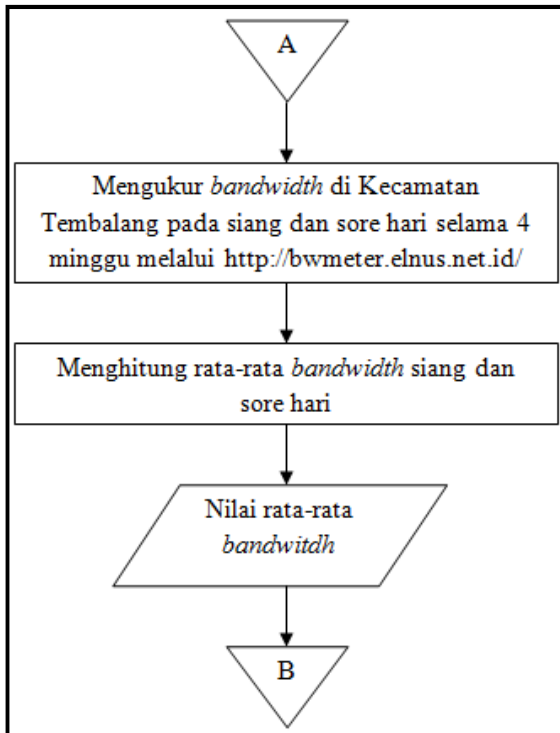 A
Mengukur bandwidth di Kecamatan
Tembalang pada siang dan sore hari selama 4
minggu melalui http://bwmeter.elnus.net.id/
Menghitung rata-rata bandwidth siang dan
sore hari
Nilai rata-rata
bandwitdh
B